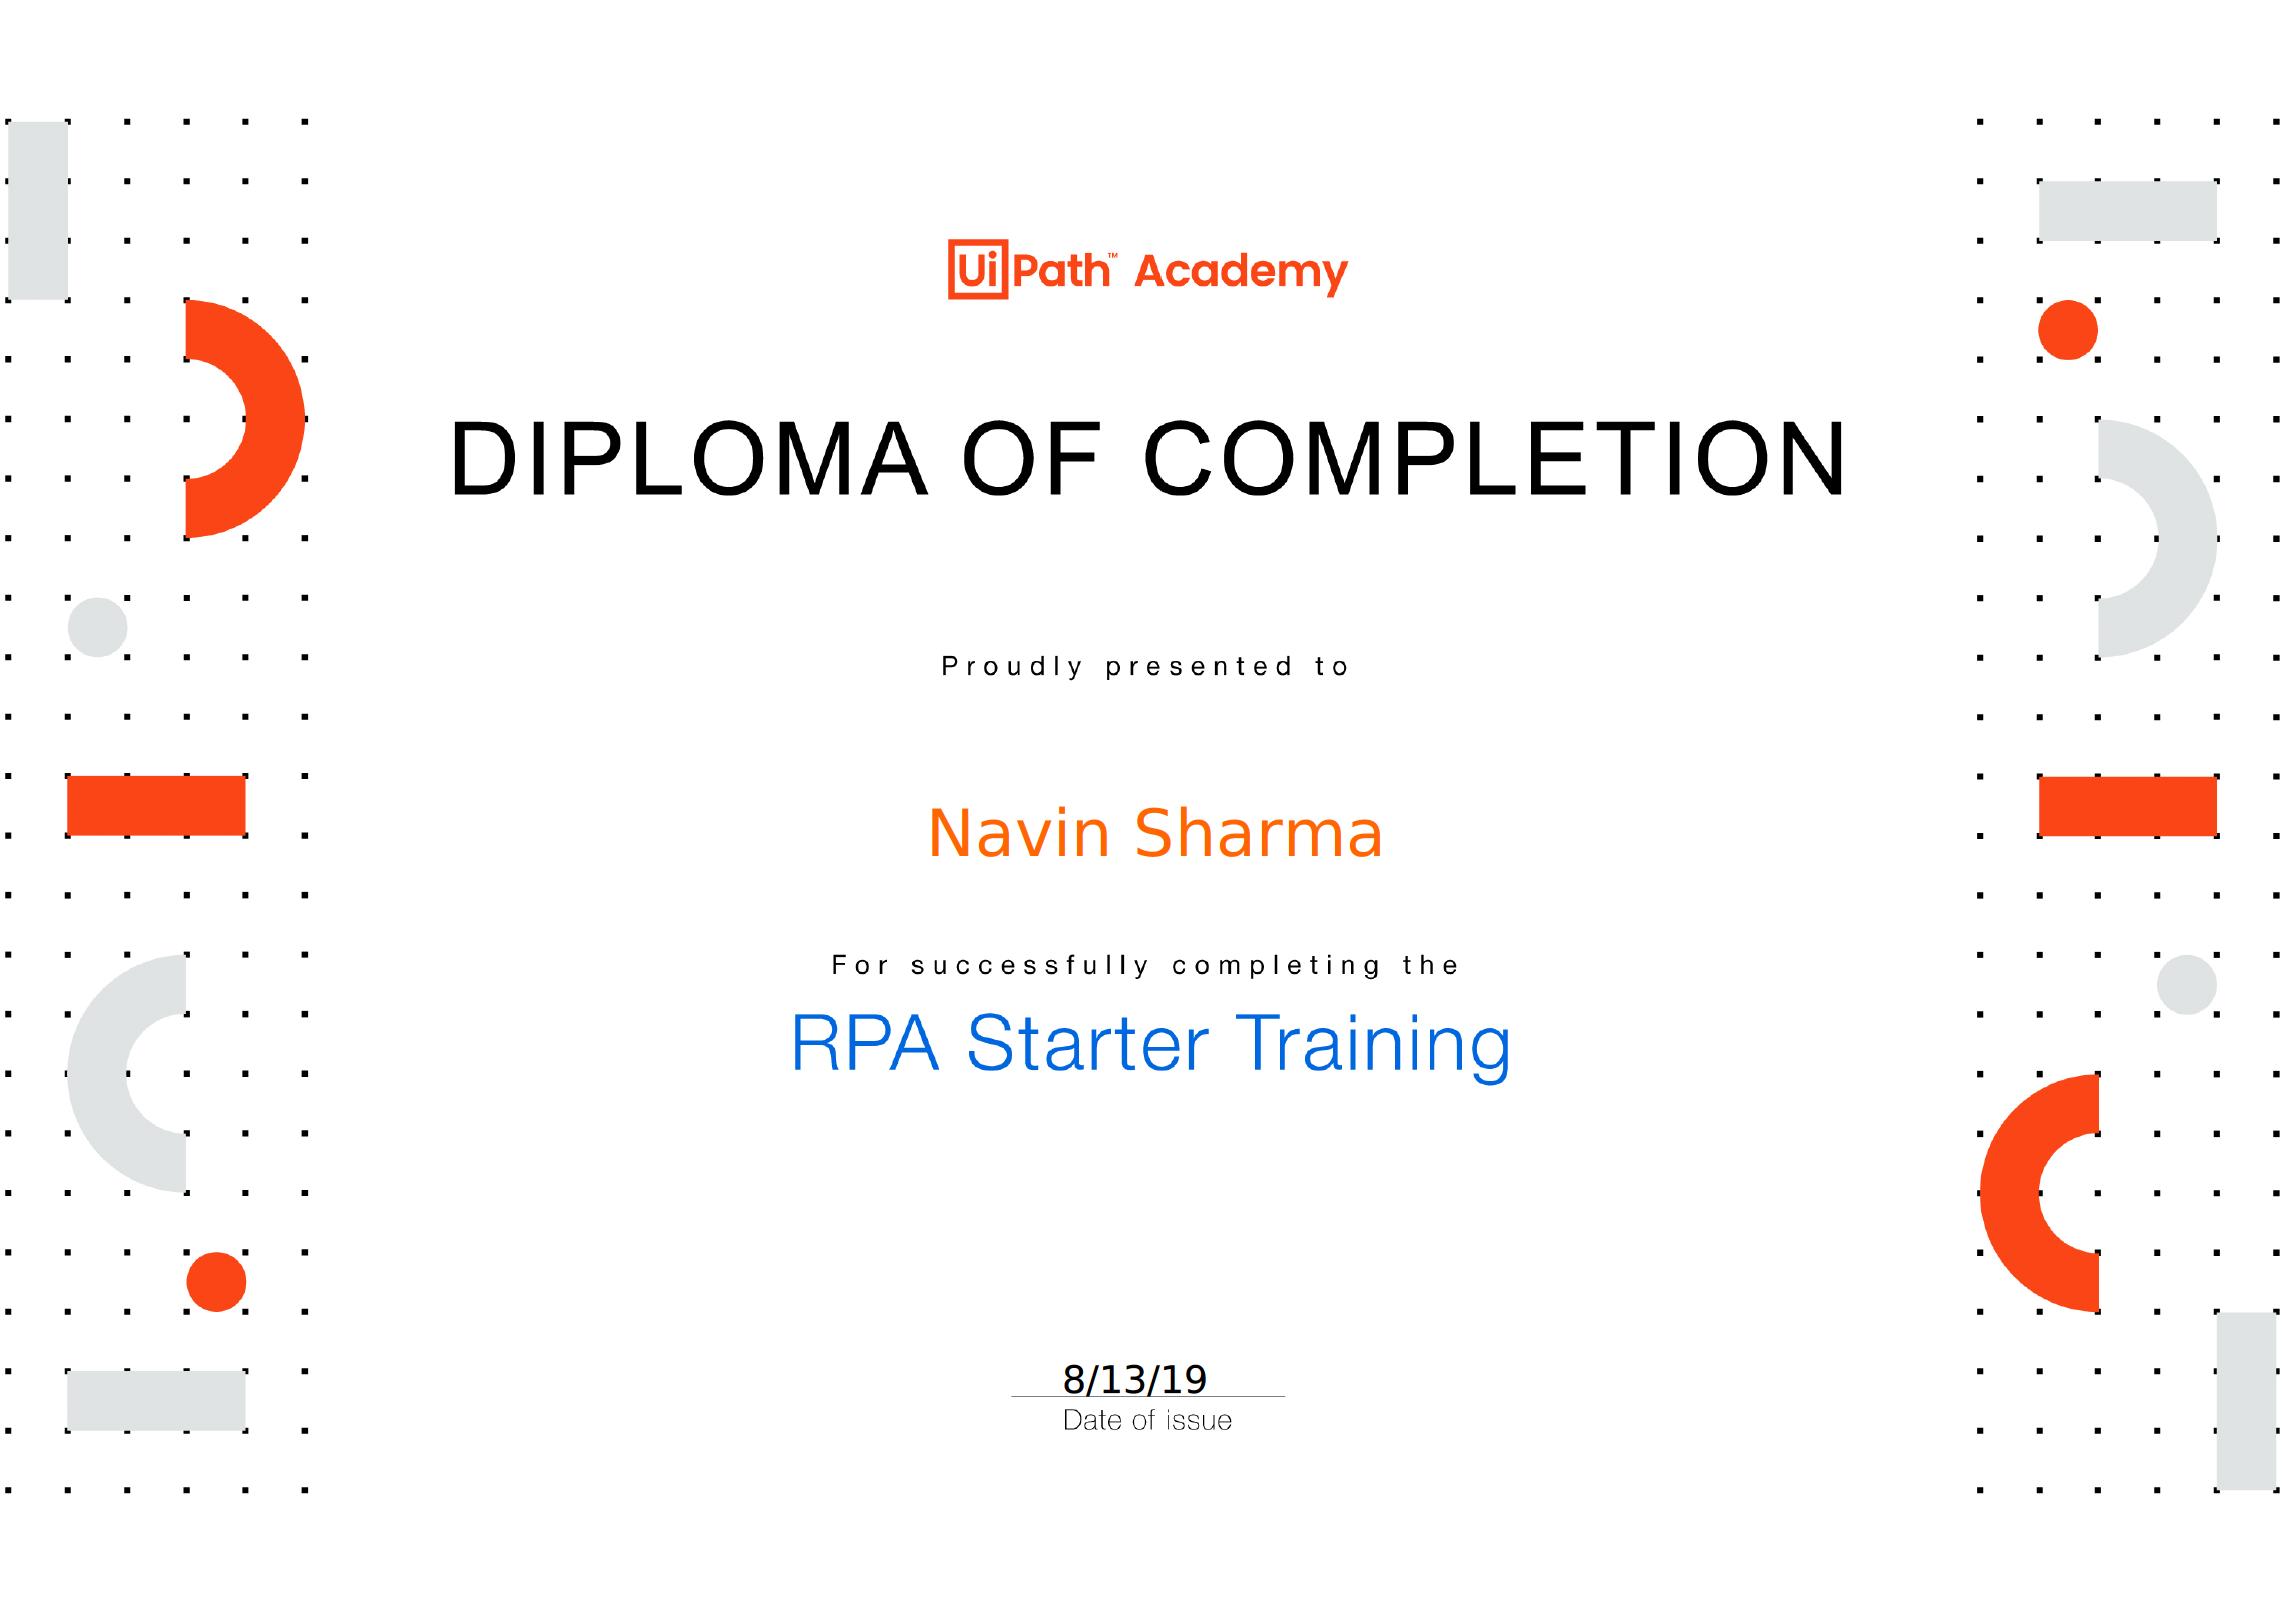 UiPath™ Academy
DIPLOMA OF COMPLETION
Proudly presented to
Navin Sharma
For successfully completing the
RPA Starter Training
8/13/19
Date of issue